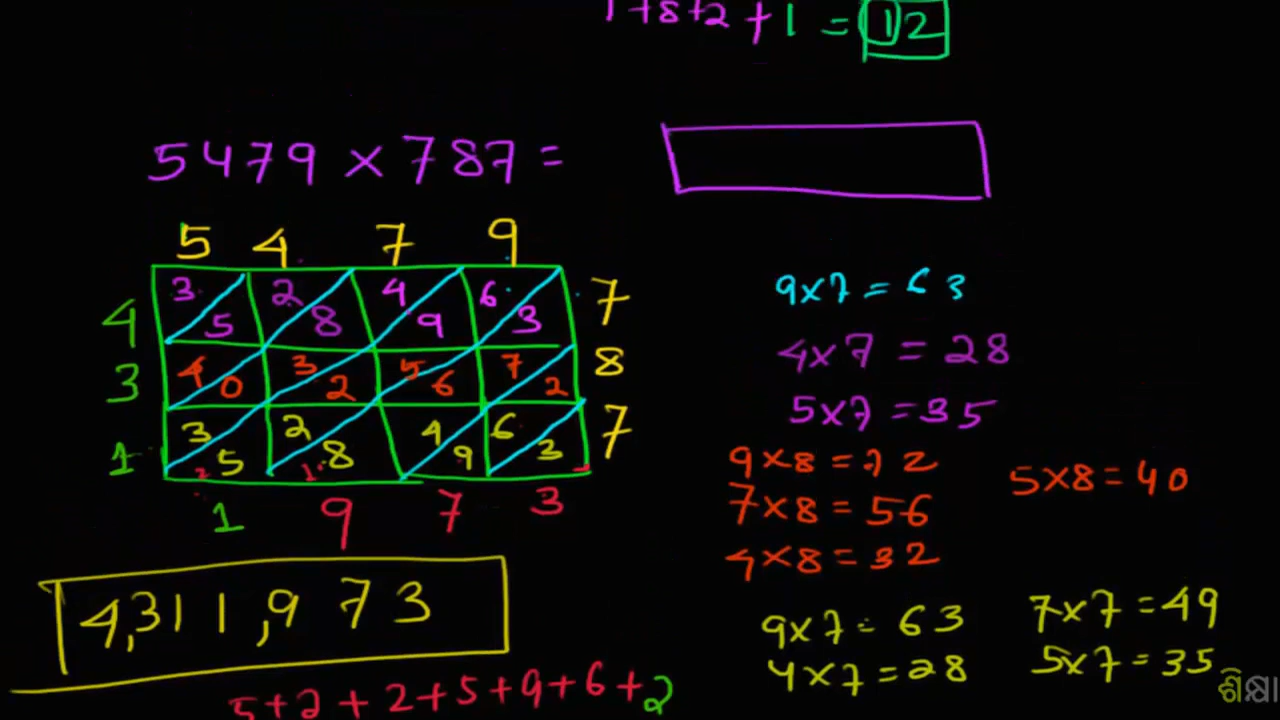 1+8+2+1 = 12
5479 × 787 =
5 4 7 9
4 3 5 2 8 4 9 6 3 7
3 4 0 3 2 5 6 7 2 8
1 3 5 2 8 4 9 6 3 7
2 1
1 9 7 3
4,311,973
5+2+2+5+9+6+2
9×7 = 63
4×7 = 28
5×7 = 35
9×8 = 72
7×8 = 56
4×8 = 32
5×8 = 40
9×7 = 63
4×7 = 28
7×7 = 49
5×7 = 35
ଶିକ୍ଷା